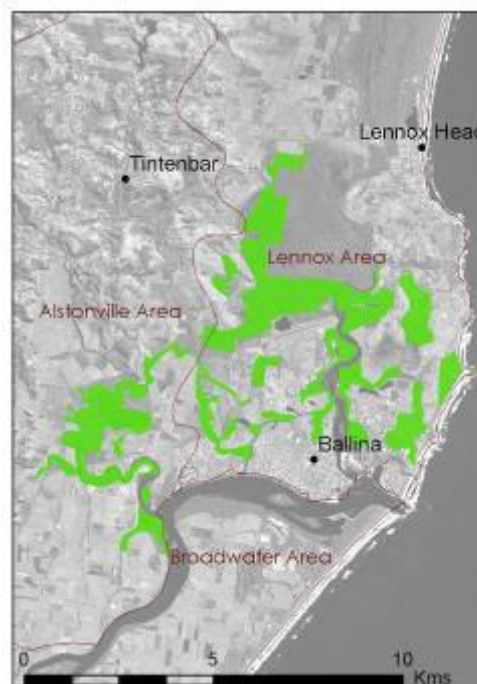 Lennox Head
Tintenbar
Lennox Area
Alstonville Area
Ballina
Broadwater Area
0 5 10
Kms